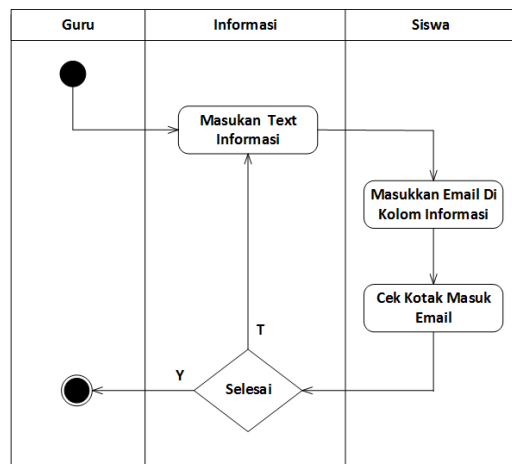 Guru
Informasi
Siswa
Masukan Text
Informasi
Masukkan Email Di
Kolom Informasi
Cek Kotak Masuk
Email
T
Y
Selesai